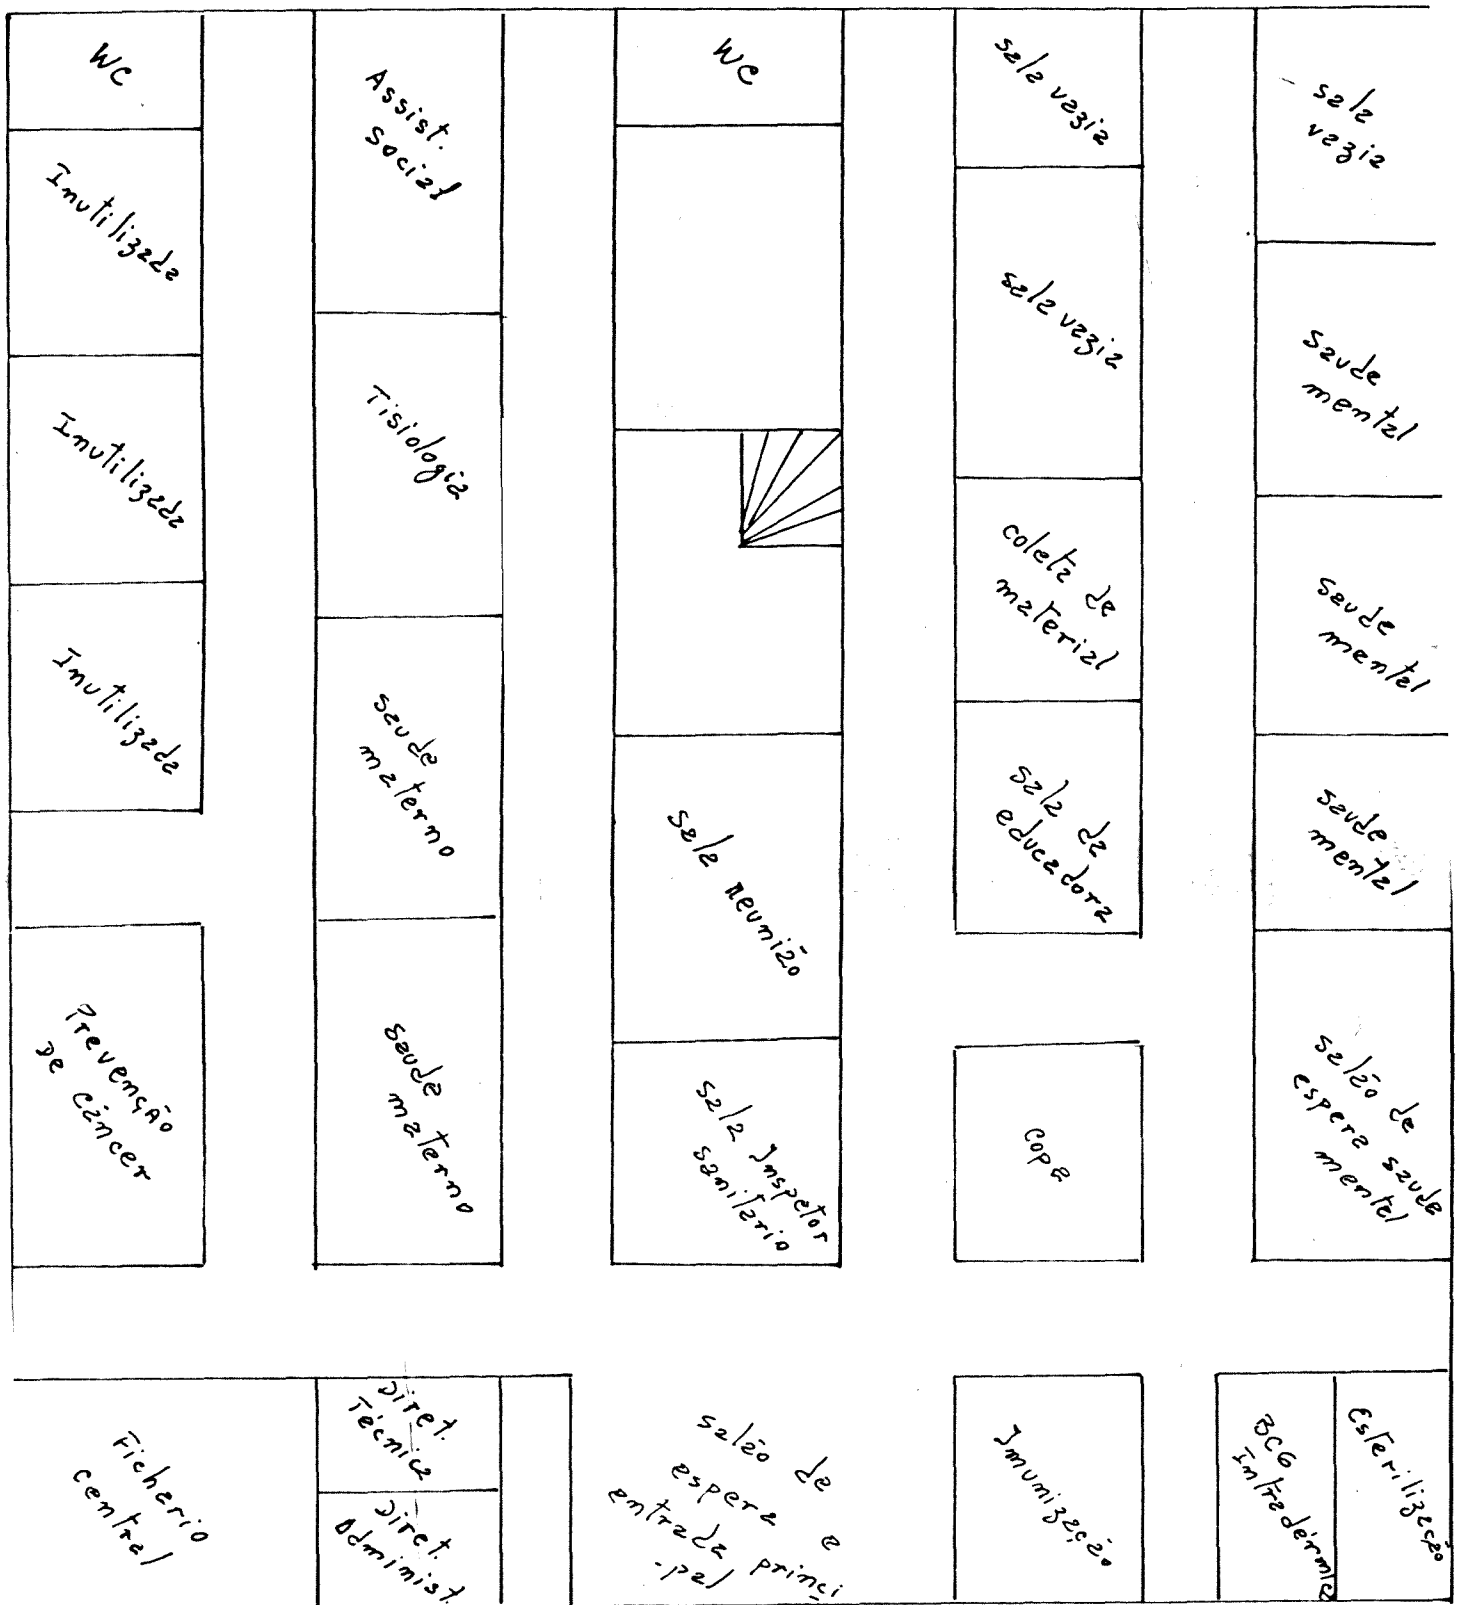 WC
Inutilizada
Inutilizada
Inutilizada
Prevenção
De Câncer
Assist.
Social
Tisiologia
saude
materno
saude
materno
WC
sala Reunião
sala Inspetor
sanitario
sala vazia
sala vazia
coleta de
material
sala da
educadora
copa
sala
vazia
saude
mental
saude
mental
saude
mental
salão de
espera saude
mental
Fichario
central
Diret.
Técnica
Diret.
Administ.
salão de
espera e
entrada princi
-pal
Imunização
BCG
Intradérmica
Esterilização